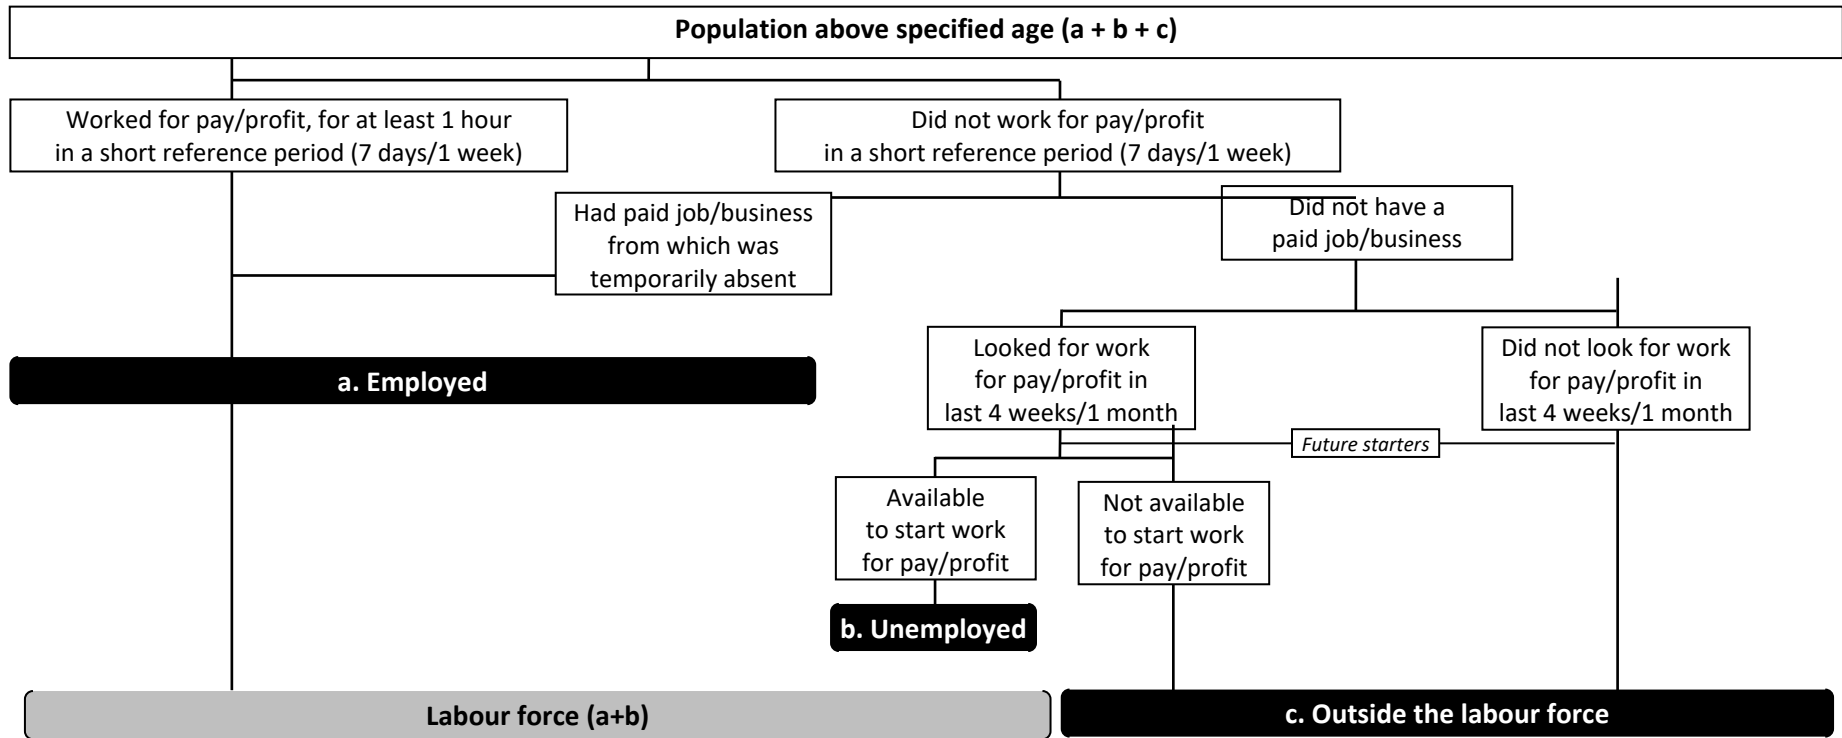 Population above specified age (a + b + c)
Worked for pay/profit, for at least 1 hour
in a short reference period (7 days/1 week)
Did not work for pay/profit
in a short reference period (7 days/1 week)
Had paid job/business
from which was
temporarily absent
Did not have a
paid job/business
Looked for work
for pay/profit in
last 4 weeks/1 month
Did not look for work
for pay/profit in
last 4 weeks/1 month
a. Employed
Future starters
Available
to start work
for pay/profit
Not available
to start work
for pay/profit
b. Unemployed
Labour force (a+b)
c. Outside the labour force